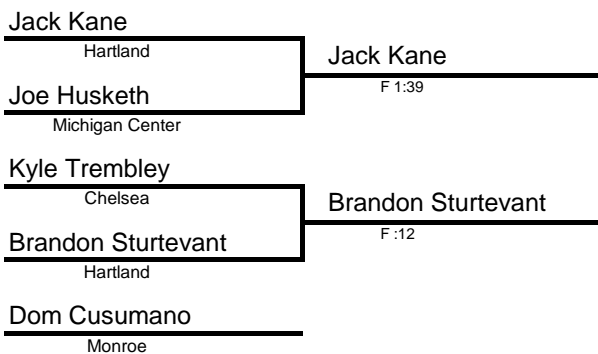 Jack Kane
Hartland
Jack Kane
F 1:39
Joe Husketh
Michigan Center
Kyle Trembley
Chelsea
Brandon Sturtevant
F :12
Brandon Sturtevant
Hartland
Dom Cusumano
Monroe